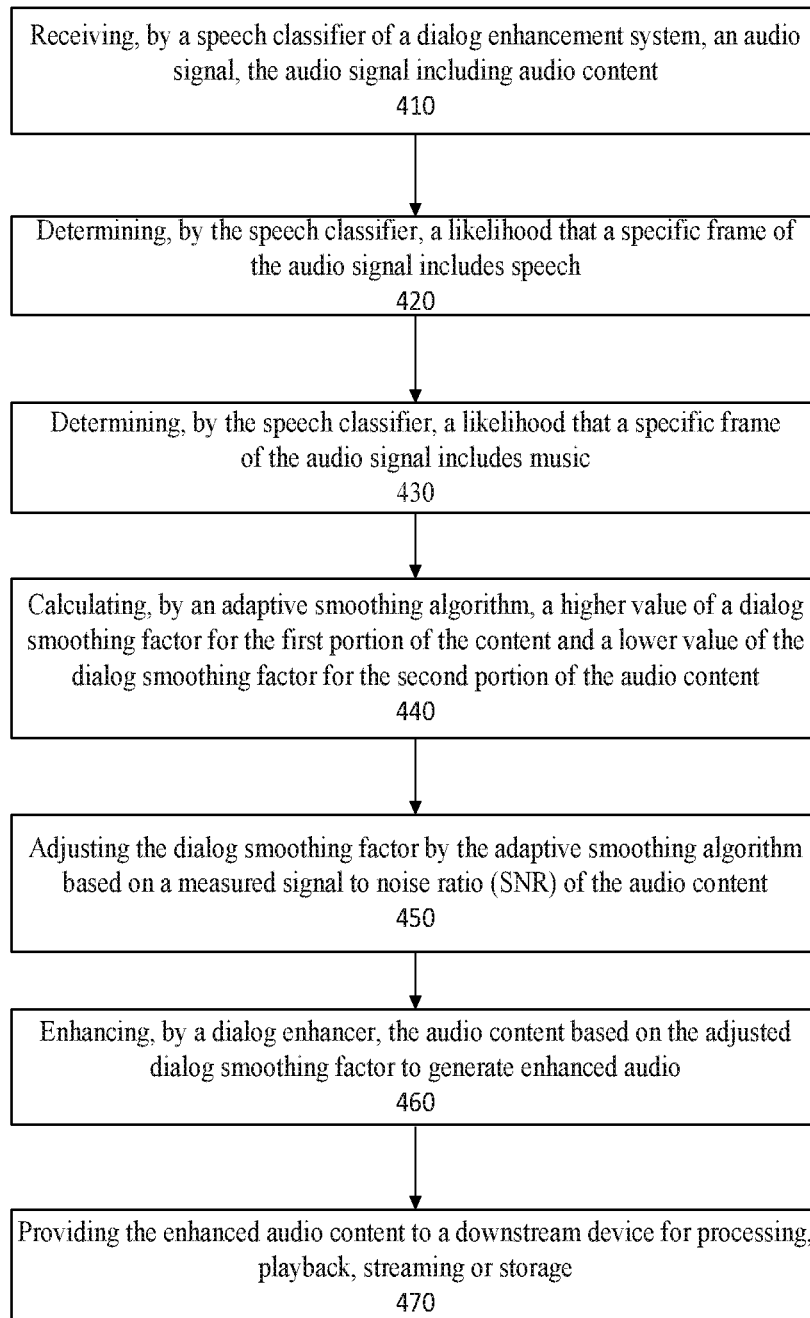 Receiving, by a speech classifier of a dialog enhancement system, an audio
signal, the audio signal including audio content
410
Determining, by the speech classifier, a likelihood that a specific frame of
the audio signal includes speech
420
Determining, by the speech classifier, a likelihood that a specific frame
of the audio signal includes music
430
Calculating, by an adaptive smoothing algorithm, a higher value of a dialog
smoothing factor for the first portion of the content and a lower value of the
dialog smoothing factor for the second portion of the audio content
440
Adjusting the dialog smoothing factor by the adaptive smoothing algorithm
based on a measured signal to noise ratio (SNR) of the audio content
450
Enhancing, by a dialog enhancer, the audio content based on the adjusted
dialog smoothing factor to generate enhanced audio
460
Providing the enhanced audio content to a downstream device for processing,
playback, streaming or storage
470